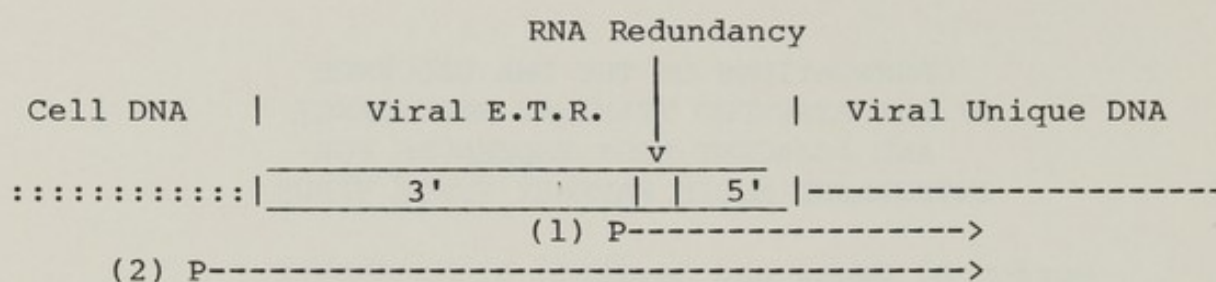 RNA Redundancy
Cell DNA | Viral E.T.R. | Viral Unique DNA
v
::::::::::::| 3' | | 5' |---------------------
(1) P----------------->
(2) P-------------------------------------->